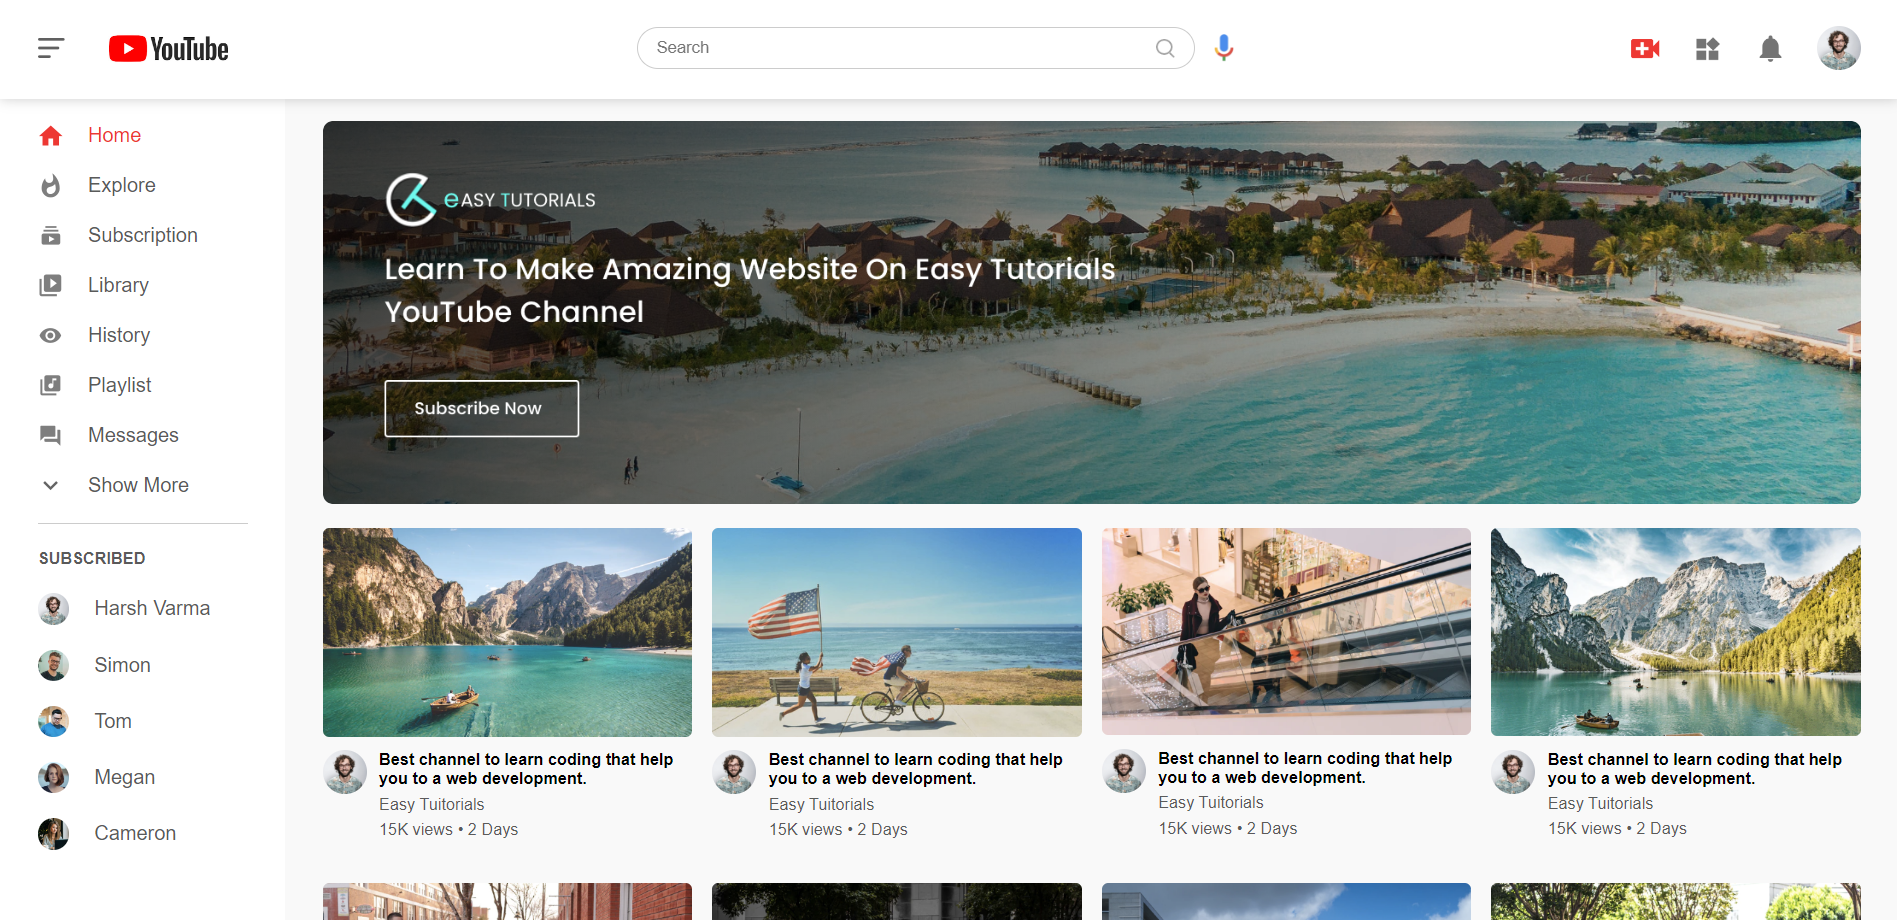 YouTube
Search
Home
Explore
Subscription
Library
History
Playlist
Messages
Show More
SUBSCRIBED
Harsh Varma
Simon
Tom
Megan
Cameron
eASY TUTORIALS
Learn To Make Amazing Website On Easy Tutorials
YouTube Channel
Subscribe Now
Best channel to learn coding that help
you to a web development.
Easy Tuitorials
15K views • 2 Days
Best channel to learn coding that help
you to a web development.
Easy Tuitorials
15K views • 2 Days
Best channel to learn coding that help
you to a web development.
Easy Tuitorials
15K views • 2 Days
Best channel to learn coding that help
you to a web development.
Easy Tuitorials
15K views • 2 Days